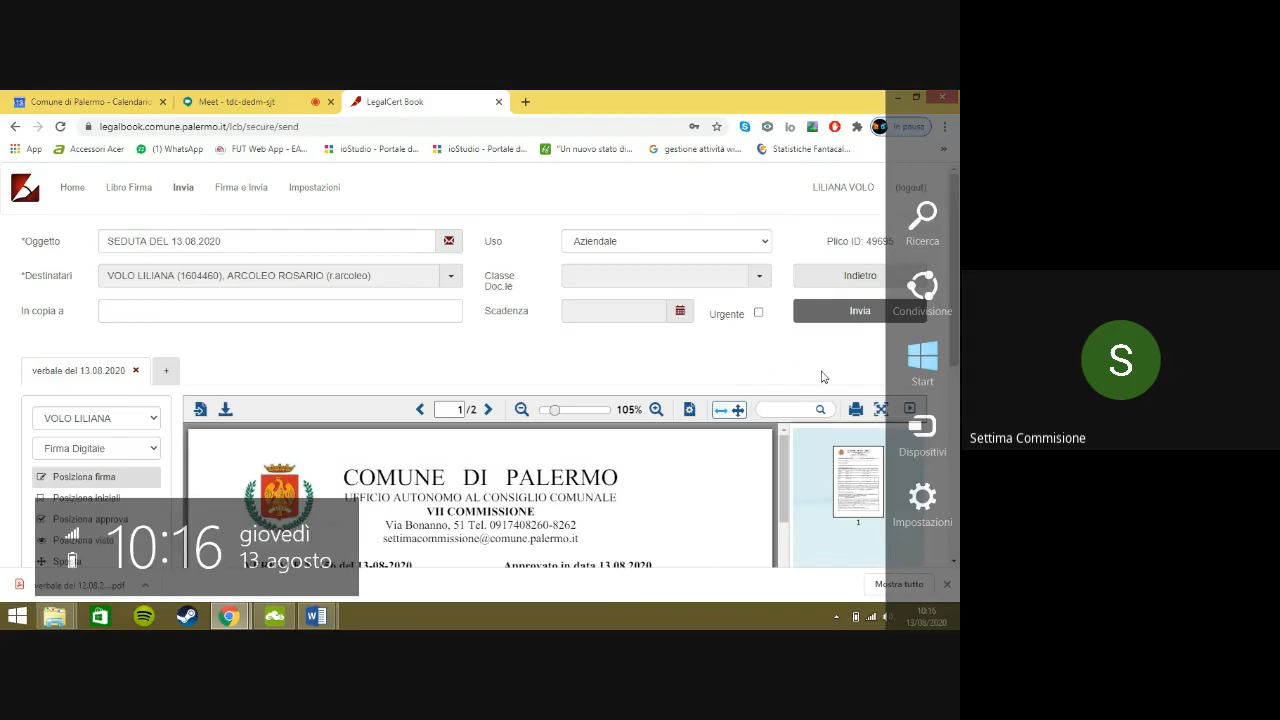 Comune di Palermo - Calendario
Meet - tdc-dedm-sjt
LegalCert Book
legalbook.comune.palermo.it/lcb/secure/send
In pausa
App
Accessori Acer
(1) WhatsApp
FUT Web App - EA...
ioStudio - Portale d...
ioStudio - Portale d...
"Un nuovo stato di...
gestione attività wi...
Statistiche Fantacal...
Home
Libro Firma
Invia
Firma e Invia
Impostazioni
LILIANA VOLO
(logout)
Ricerca
*Oggetto
SEDUTA DEL 13.08.2020
Uso
Aziendale
Plico ID: 49695
*Destinatari
VOLO LILIANA (1604460), ARCOLEO ROSARIO (r.arcoleo)
Classe
Doc.le
Indietro
In copia a
Scadenza
Urgente
Invia
Condivisione
verbale del 13.08.2020
+
Start
VOLO LILIANA
1 /2
105%
Firma Digitale
Dispositivi
Posiziona firma
Posiziona iniziali
Posiziona approva
Posiziona visto
COMUNE DI PALERMO
UFFICIO AUTONOMO AL CONSIGLIO COMUNALE
VII COMMISSIONE
Via Bonanno, 51 Tel. 0917408260-8262
settimacommissione@comune.palermo.it
Approvato in data 13.08.2020
1
Impostazioni
10:16
giovedì
13 agosto
verbale del 12.08.2....pdf
Mostra tutto
10:16
13/08/2020
S
Settima Commisione